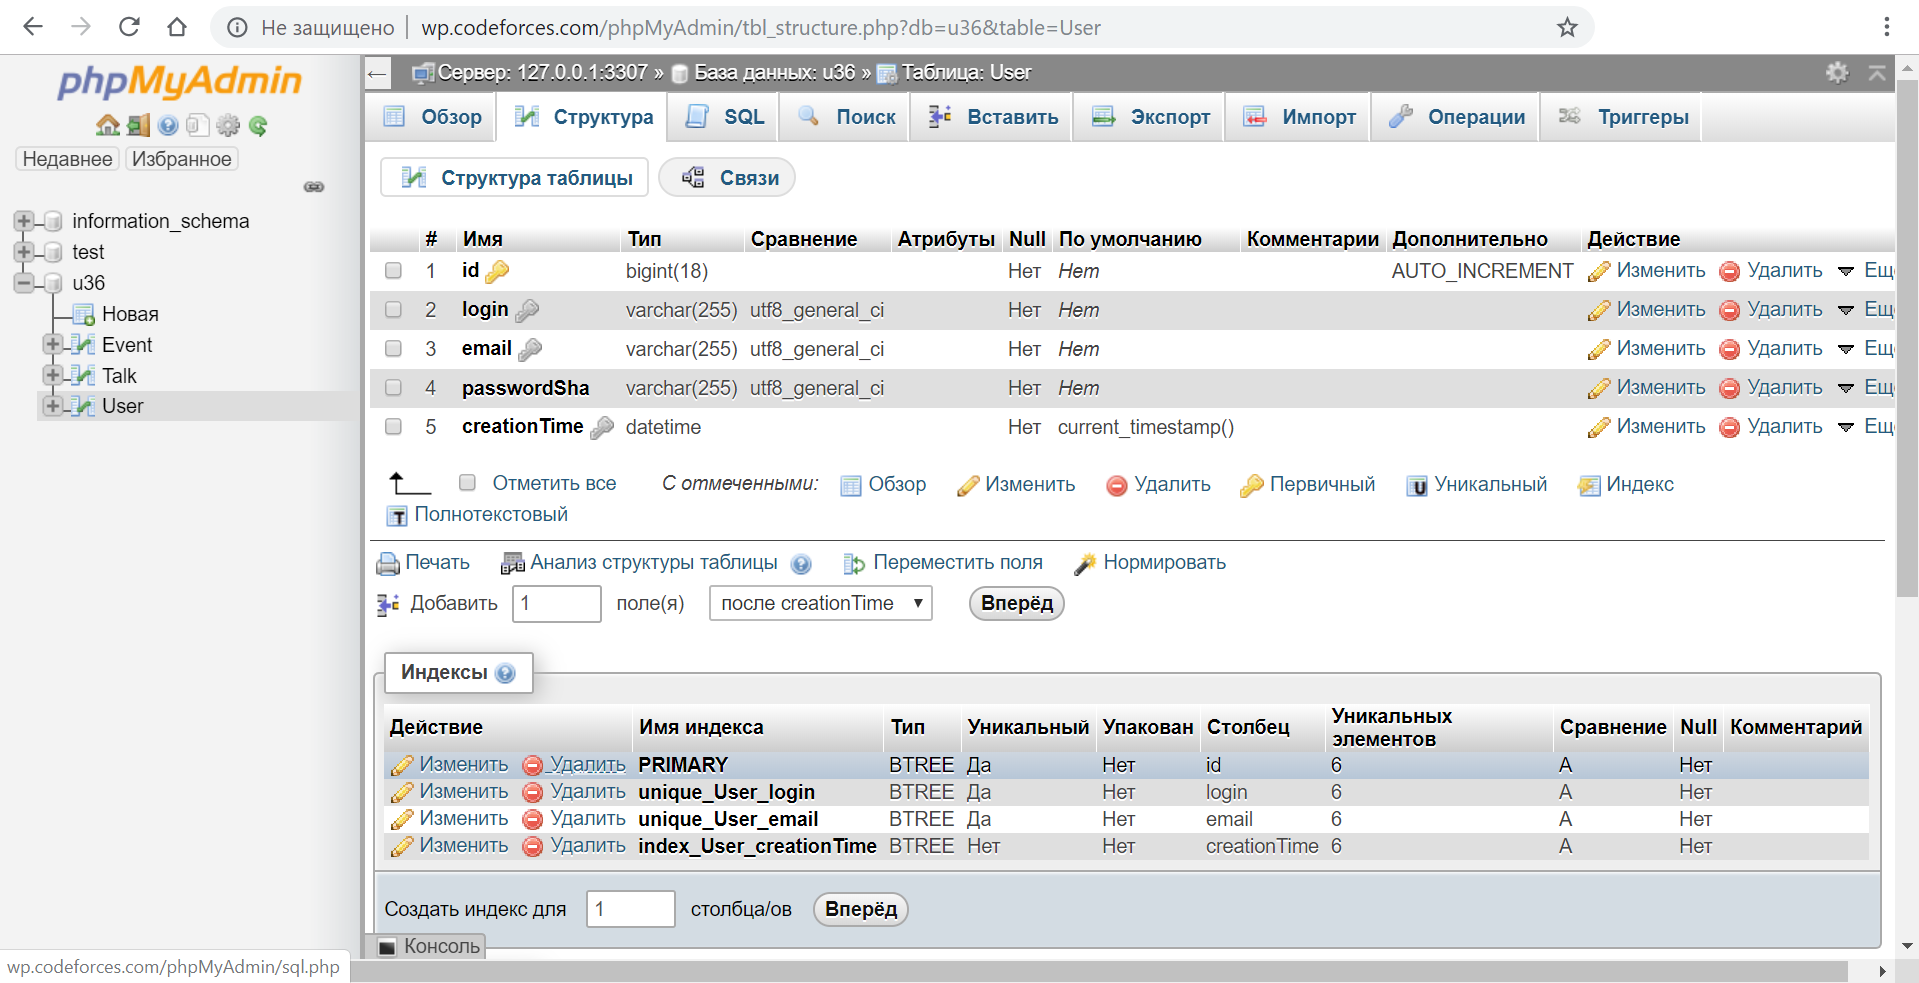 Не защищено | wp.codeforces.com/phpMyAdmin/tbl_structure.php?db=u36&table=User
phpMyAdmin
Недавнее Избранное
information_schema
test
u36
Новая
Event
Talk
User
Сервер: 127.0.0.1:3307 » База данных: u36 » Таблица: User
Обзор Структура SQL Поиск Вставить Экспорт Импорт Операции Триггеры
Структура таблицы Связи
# Имя Тип Сравнение Атрибуты Null По умолчанию Комментарии Дополнительно Действие
1 id bigint(18) Нет Нет AUTO_INCREMENT Изменить Удалить Ещ
2 login varchar(255) utf8_general_ci Нет Нет Изменить Удалить Ещ
3 email varchar(255) utf8_general_ci Нет Нет Изменить Удалить Ещ
4 passwordSha varchar(255) utf8_general_ci Нет Нет Изменить Удалить Ещ
5 creationTime datetime Нет current_timestamp() Изменить Удалить Ещ
Отметить все С отмеченными: Обзор Изменить Удалить Первичный Уникальный Индекс
Полнотекстовый
Печать Анализ структуры таблицы Переместить поля Нормировать
Добавить 1 поле(я) после creationTime Вперёд
Индексы
Действие Имя индекса Тип Уникальный Упакован Столбец Уникальных элементов Сравнение Null Комментарий
Изменить Удалить PRIMARY BTREE Да Нет id 6 A Нет
Изменить Удалить unique_User_login BTREE Да Нет login 6 A Нет
Изменить Удалить unique_User_email BTREE Да Нет email 6 A Нет
Изменить Удалить index_User_creationTime BTREE Нет Нет creationTime 6 A Нет
Создать индекс для 1 столбца/ов Вперёд
Консоль
wp.codeforces.com/phpMyAdmin/sql.php